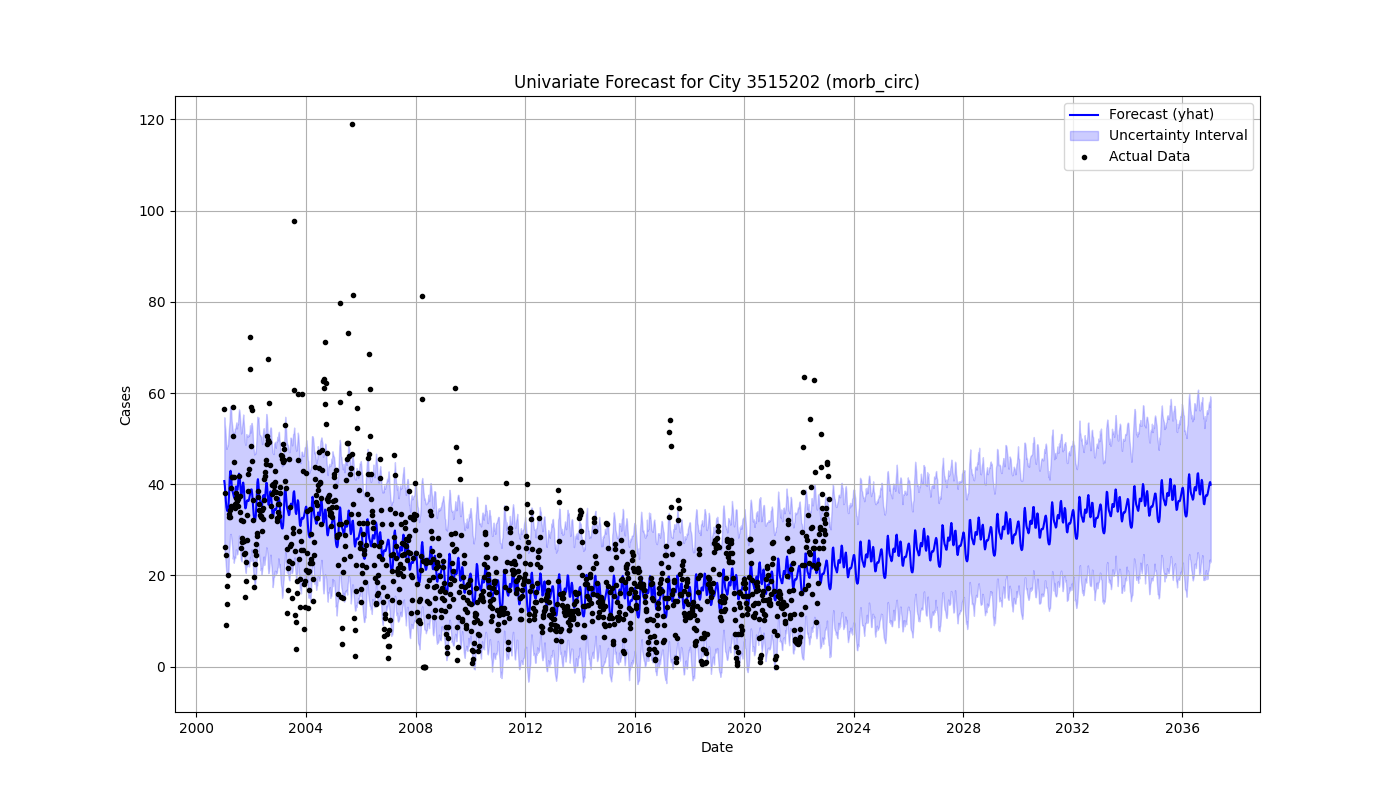 Univariate Forecast for City 3515202 (morb_circ)
Forecast (yhat)
Uncertainty Interval
Actual Data
120
100
80
60
40
20
0
Cases
2000 2004 2008 2012 2016 2020 2024 2028 2032 2036
Date